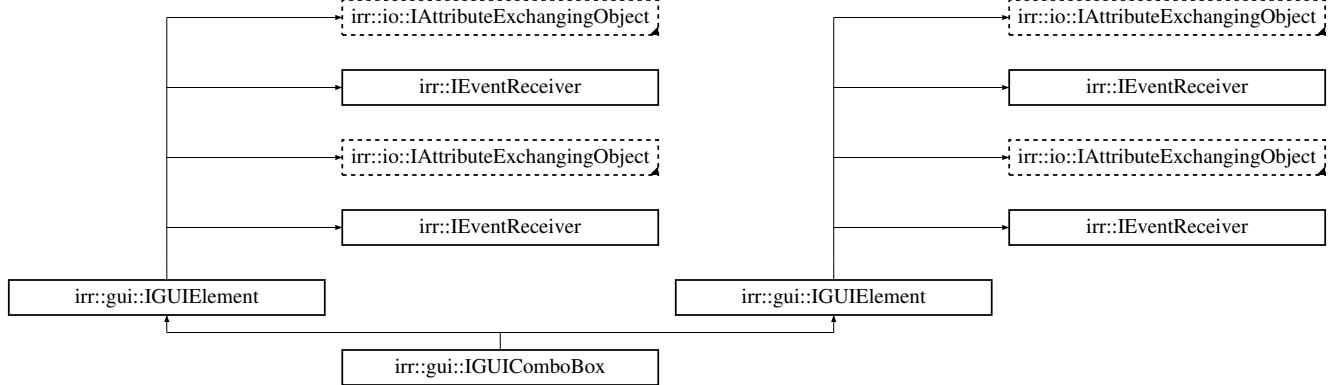 irr::io::IAttributeExchangingObject irr::io::IAttributeExchangingObject
irr::IEventReceiver irr::IEventReceiver
irr::io::IAttributeExchangingObject irr::io::IAttributeExchangingObject
irr::IEventReceiver irr::IEventReceiver
irr::gui::IGUIElement irr::gui::IGUIElement
irr::gui::IGUIComboBox